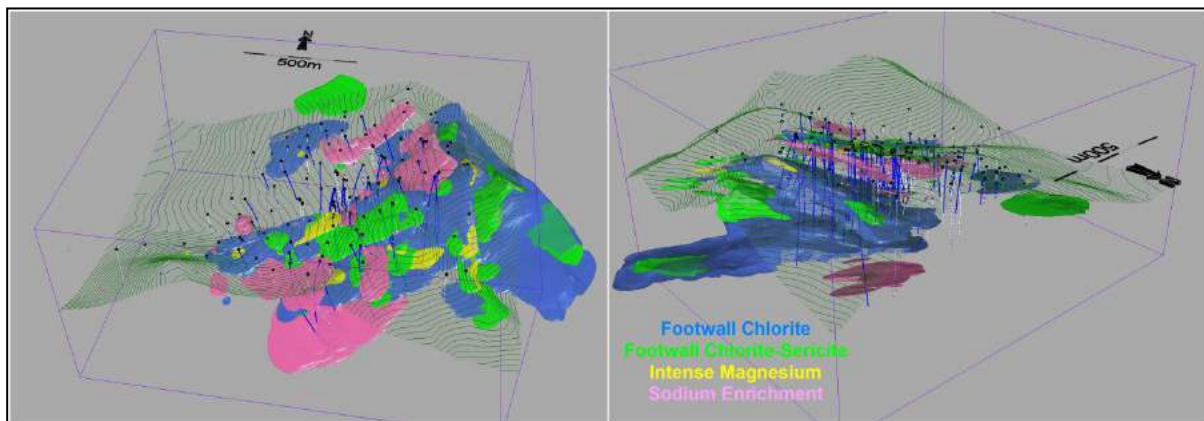 N
500m
500m
N
Footwall Chlorite
Footwall Chlorite-Sericite
Intense Magnesium
Sodium Enrichment